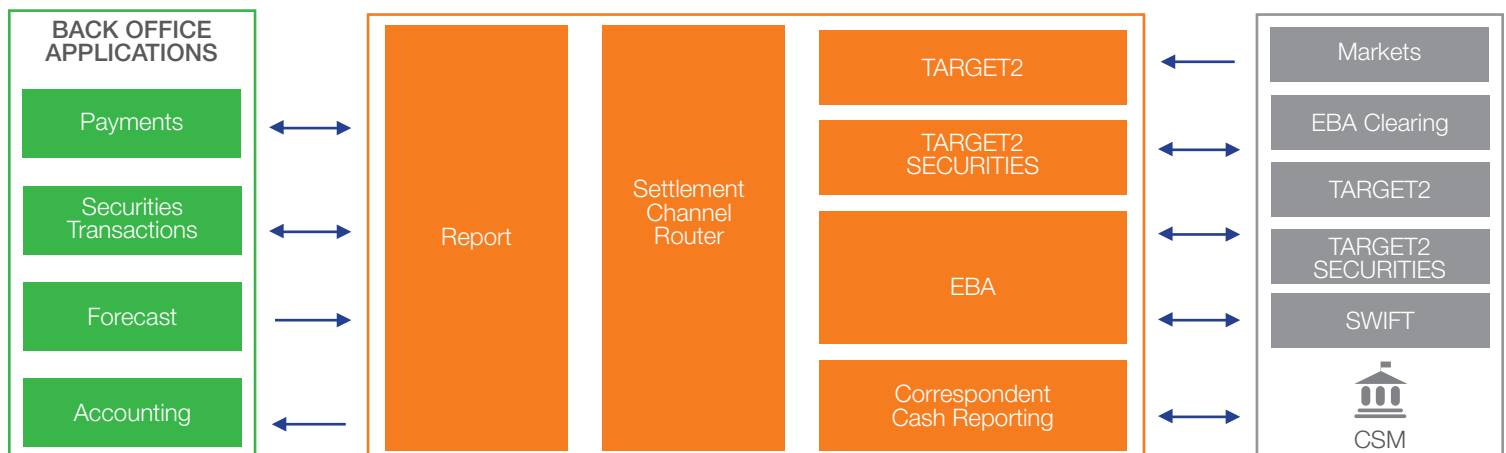 BACK OFFICE
APPLICATIONS
Payments
Securities
Transactions
Forecast
Accounting
Report
Settlement
Channel
Router
TARGET2
TARGET2
SECURITIES
EBA
Correspondent
Cash Reporting
Markets
EBA Clearing
TARGET2
TARGET2
SECURITIES
SWIFT
CSM